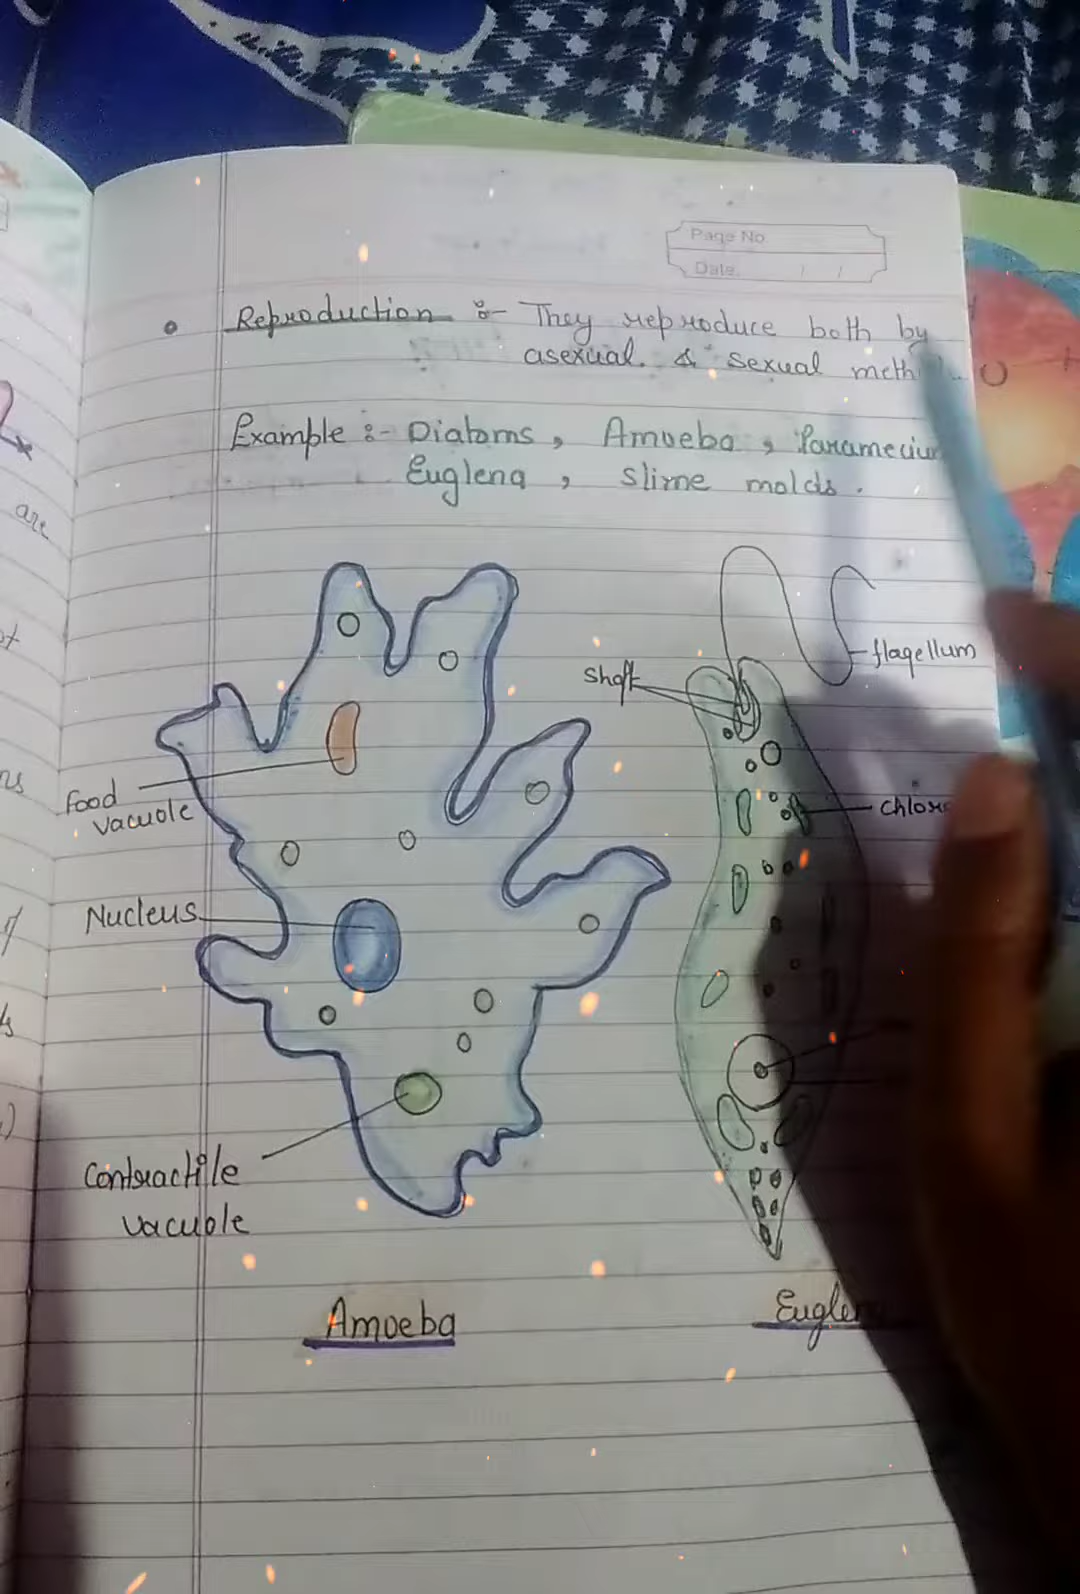 Page No.
Date. / /
Reproduction :- They reproduce both by
asexual & sexual
Example :- Diatoms, Amoeba, Paramecium
Euglena, Slime molds.
flagellum
Shaft
Food
vacuole
Nucleus
Contractile
vacuole
Amoeba
are